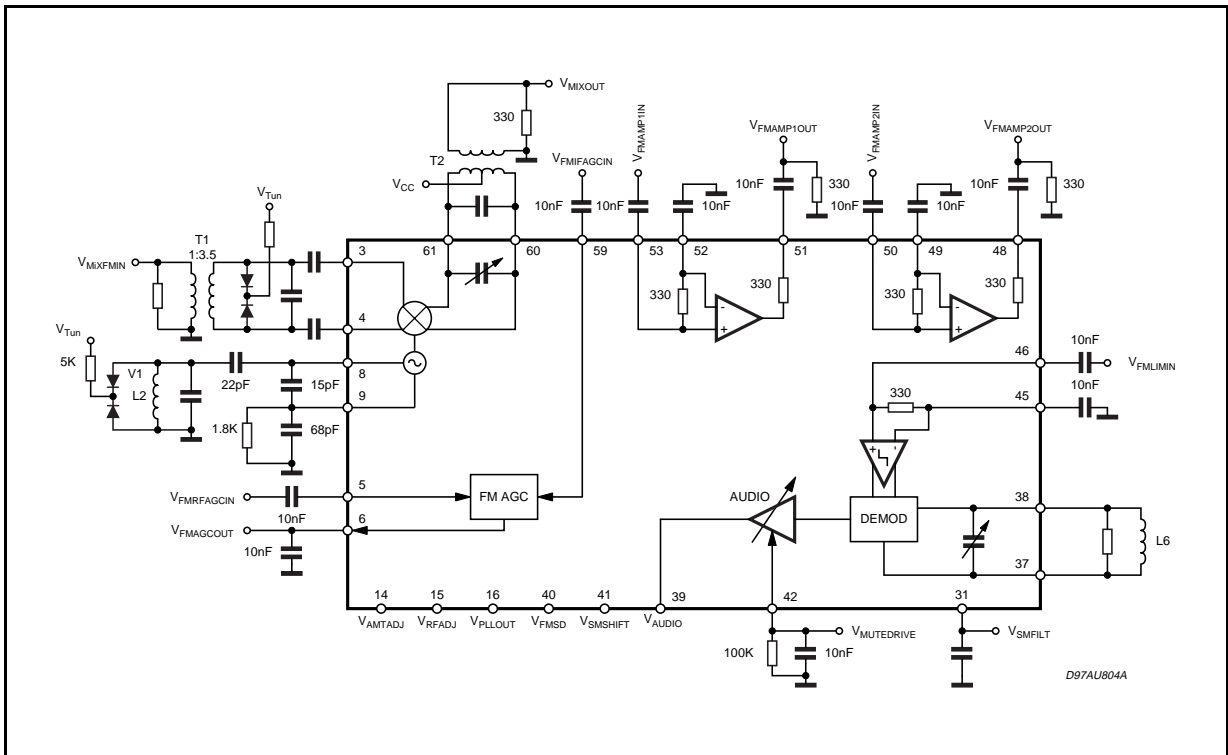 VMIXOUT
330
T2
VCC
VFMIFAGCIN
VFMAMP1IN
VFMAMP1OUT
VFMAMP2IN
VFMAMP2OUT
10nF
10nF
10nF
10nF
330
10nF
10nF
10nF
330
VTun
T1
1:3.5
VMiXFMIN
3
61
60
59
53
52
51
50
49
48
330
330
330
330
-
+
-
+
4
VTun
5K
V1
L2
22pF
15pF
8
9
1.8K
68pF
46
10nF
VFMLIMIN
10nF
45
330
+
-
VFMRFAGCIN
10nF
5
FM AGC
VFMAGCOUT
6
10nF
AUDIO
DEMOD
38
37
L6
14
15
16
40
41
39
42
31
VAMTADJ
VRFADJ
VPLLOUT
VFMSD
VSMSHIFT
VAUDIO
100K
10nF
VMUTEDRIVE
VSMFILT
D97AU804A